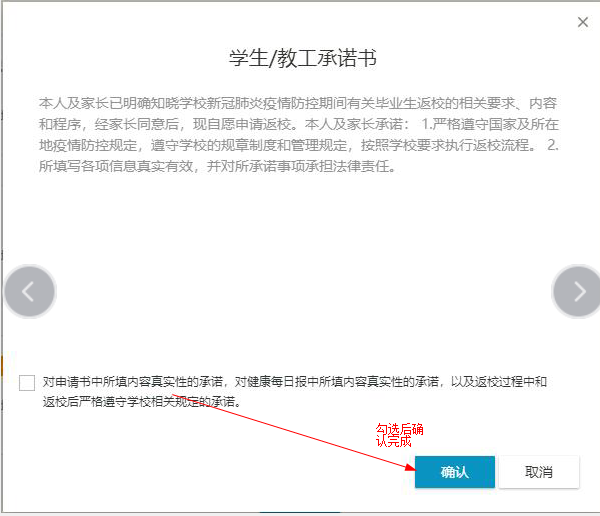 学生/教工承诺书
本人及家长已明确知晓学校新冠肺炎疫情防控期间有关毕业生返校的相关要求、内容
和程序，经家长同意后，现自愿申请返校。本人及家长承诺： 1.严格遵守国家及所在
地疫情防控规定，遵守学校的规章制度和管理规定，按照学校要求执行返校流程。 2.
所填写各项信息真实有效，并对所承诺事项承担法律责任。
对申请书中所填内容真实性的承诺，对健康每日报中所填内容真实性的承诺，以及返校过程中和
返校后严格遵守学校相关规定的承诺。
勾选后确
认完成
确认
取消